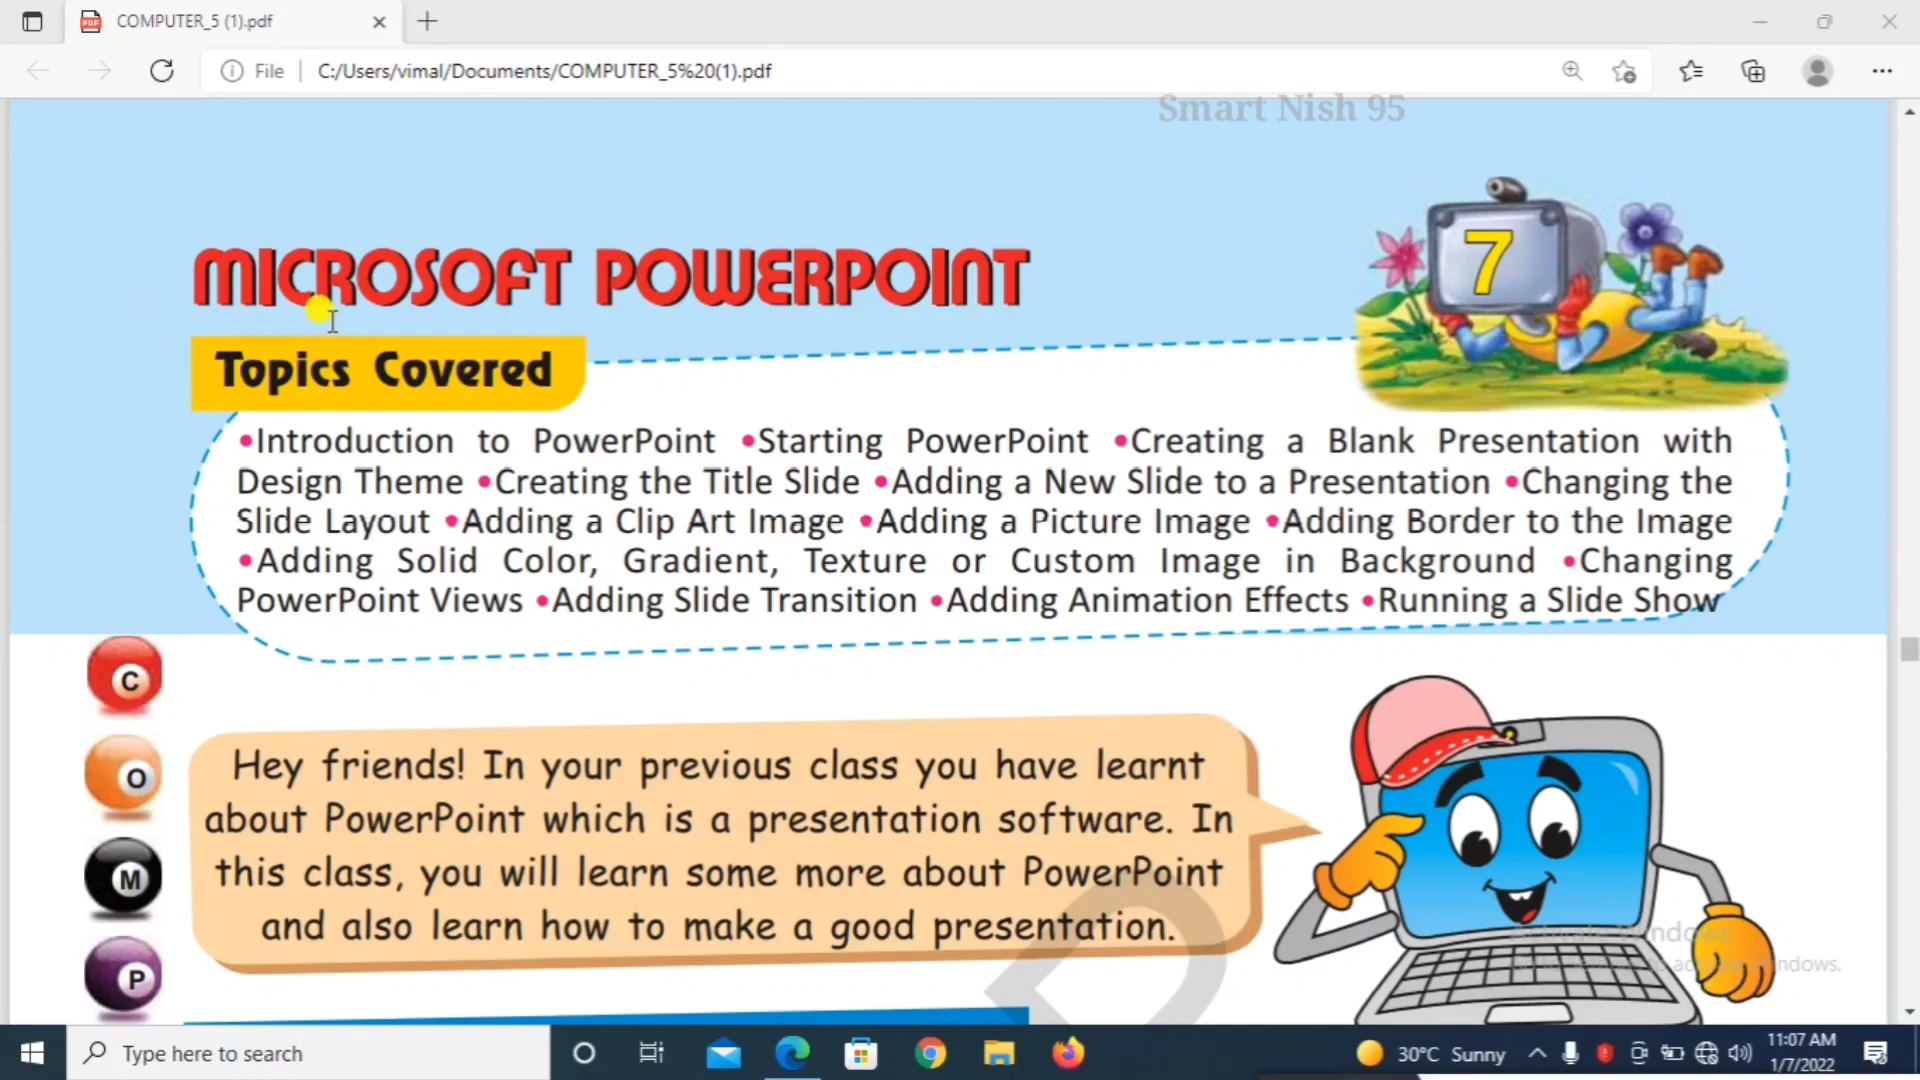 COMPUTER_5 (1).pdf
File
C:/Users/vimal/Documents/COMPUTER_5%20(1).pdf
Smart Nish 95
7
MICROSOFT POWERPOINT
Topics Covered
•Introduction to PowerPoint •Starting PowerPoint •Creating a Blank Presentation with
Design Theme •Creating the Title Slide •Adding a New Slide to a Presentation •Changing the
Slide Layout •Adding a Clip Art Image •Adding a Picture Image •Adding Border to the Image
•Adding Solid Color, Gradient, Texture or Custom Image in Background •Changing
PowerPoint Views •Adding Slide Transition •Adding Animation Effects •Running a Slide Show
C
O
M
P
Hey friends! In your previous class you have learnt
about PowerPoint which is a presentation software. In
this class, you will learn some more about PowerPoint
and also learn how to make a good presentation.
Type here to search
30°C Sunny
11:07 AM
1/7/2022